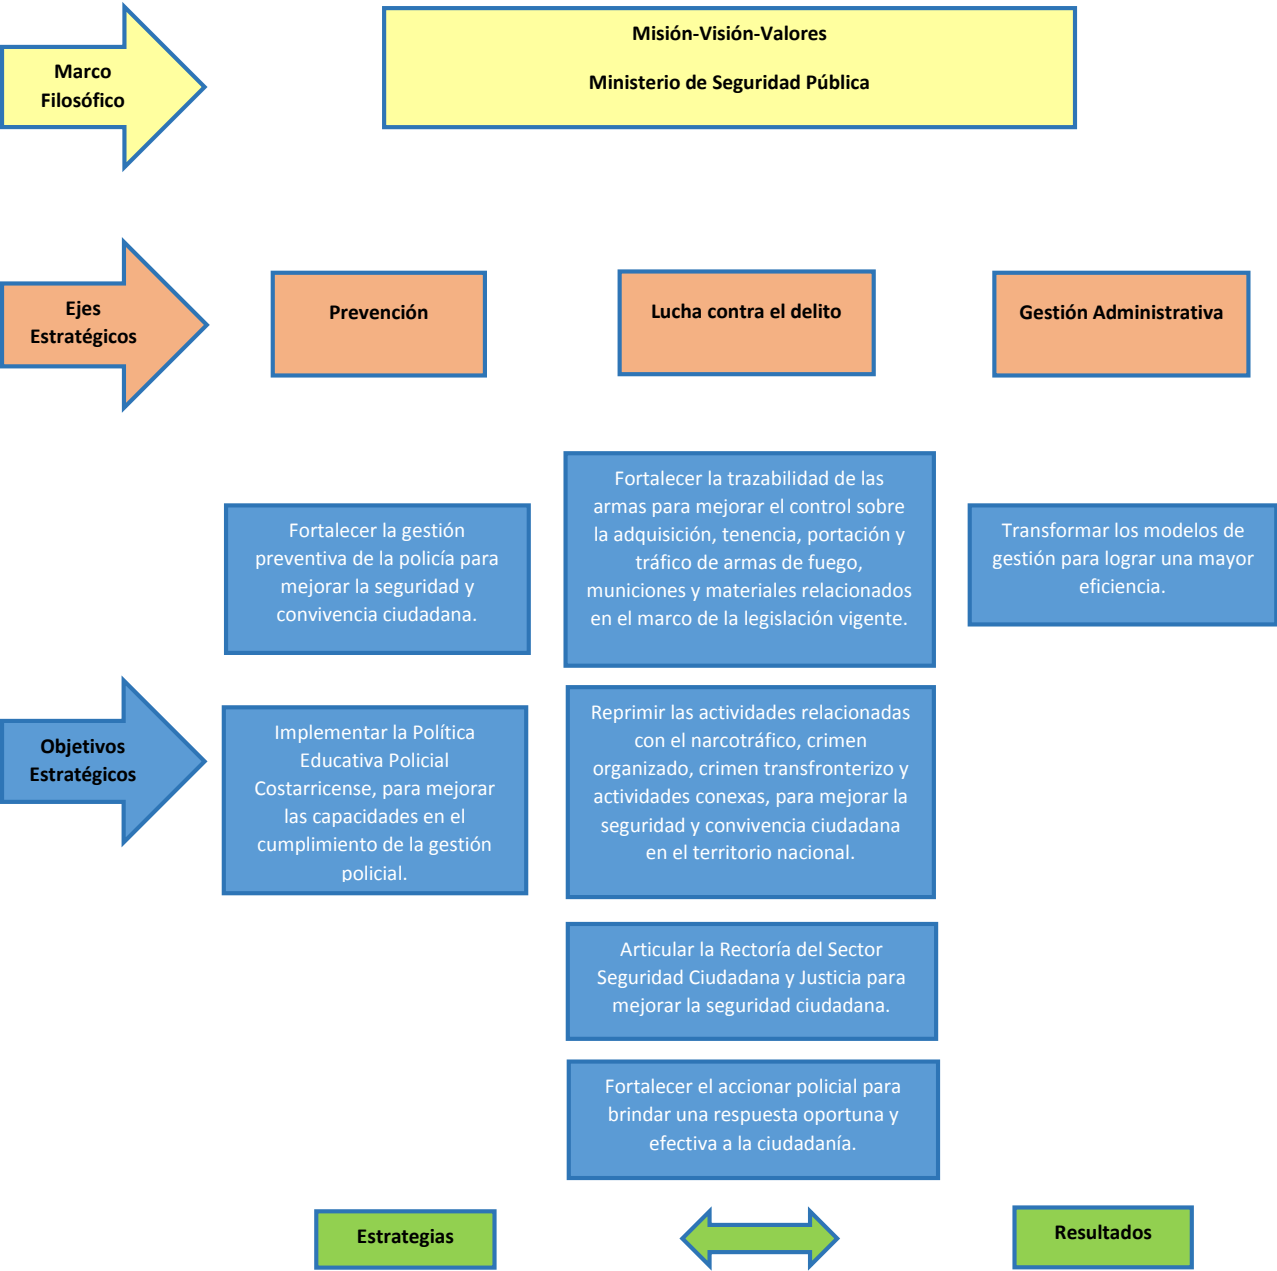 Marco
Filosófico
Misión-Visión-Valores
Ministerio de Seguridad Pública
Ejes
Estratégicos
Prevención
Lucha contra el delito
Gestión Administrativa
Objetivos
Estratégicos
Fortalecer la gestión
preventiva de la policía para
mejorar la seguridad y
convivencia ciudadana.
Implementar la Política
Educativa Policial
Costarricense, para mejorar
las capacidades en el
cumplimiento de la gestión
policial.
Fortalecer la trazabilidad de las
armas para mejorar el control sobre
la adquisición, tenencia, portación y
tráfico de armas de fuego,
municiones y materiales relacionados
en el marco de la legislación vigente.
Reprimir las actividades relacionadas
con el narcotráfico, crimen
organizado, crimen transfronterizo y
actividades conexas, para mejorar la
seguridad y convivencia ciudadana
en el territorio nacional.
Articular la Rectoría del Sector
Seguridad Ciudadana y Justicia para
mejorar la seguridad ciudadana.
Fortalecer el accionar policial para
brindar una respuesta oportuna y
efectiva a la ciudadanía.
Transformar los modelos de
gestión para lograr una mayor
eficiencia.
Estrategias
Resultados